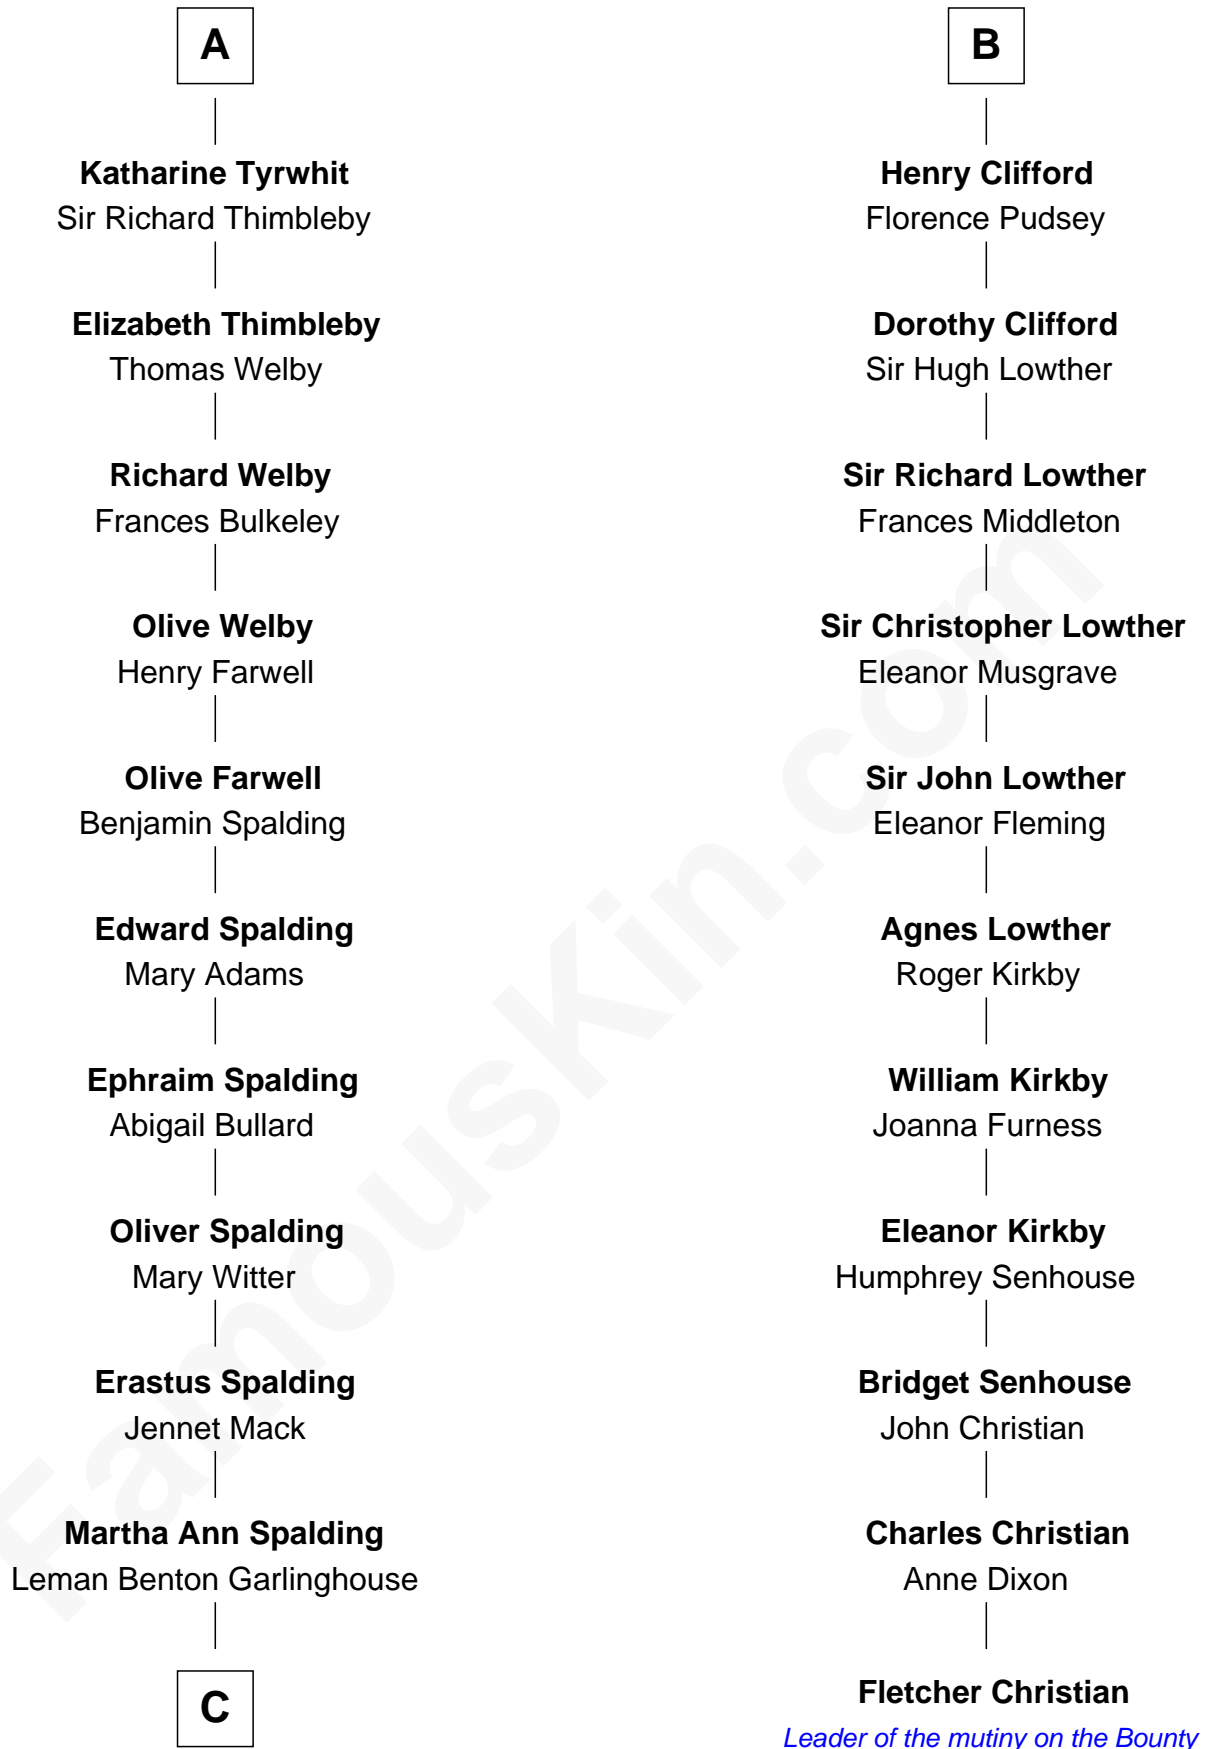 A
Katharine Tyrwhit
Sir Richard Thimbleby
Elizabeth Thimbleby
Thomas Welby
Richard Welby
Frances Bulkeley
Olive Welby
Henry Farwell
Olive Farwell
Benjamin Spalding
Edward Spalding
Mary Adams
Ephraim Spalding
Abigail Bullard
Oliver Spalding
Mary Witter
Erastus Spalding
Jennet Mack
Martha Ann Spalding
Leman Benton Garlinghouse
C
B
Henry Clifford
Florence Pudsey
Dorothy Clifford
Sir Hugh Lowther
Sir Richard Lowther
Frances Middleton
Sir Christopher Lowther
Eleanor Musgrave
Sir John Lowther
Eleanor Fleming
Agnes Lowther
Roger Kirkby
William Kirkby
Joanna Furness
Eleanor Kirkby
Humphrey Senhouse
Bridget Senhouse
John Christian
Charles Christian
Anne Dixon
Fletcher Christian
Leader of the mutiny on the Bounty
FamousKin.com